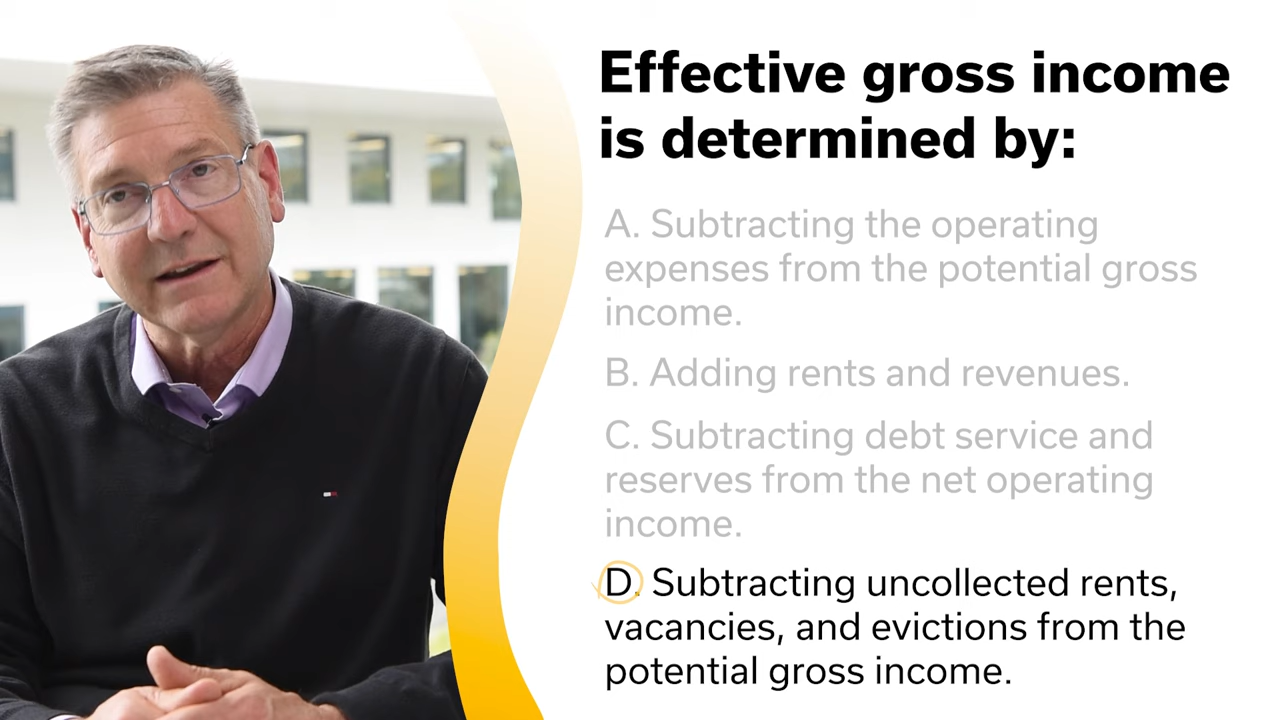 Effective gross income
is determined by:
A. Subtracting the operating
expenses from the potential gross
income.
B. Adding rents and revenues.
C. Subtracting debt service and
reserves from the net operating
income.
D. Subtracting uncollected rents,
vacancies, and evictions from the
potential gross income.